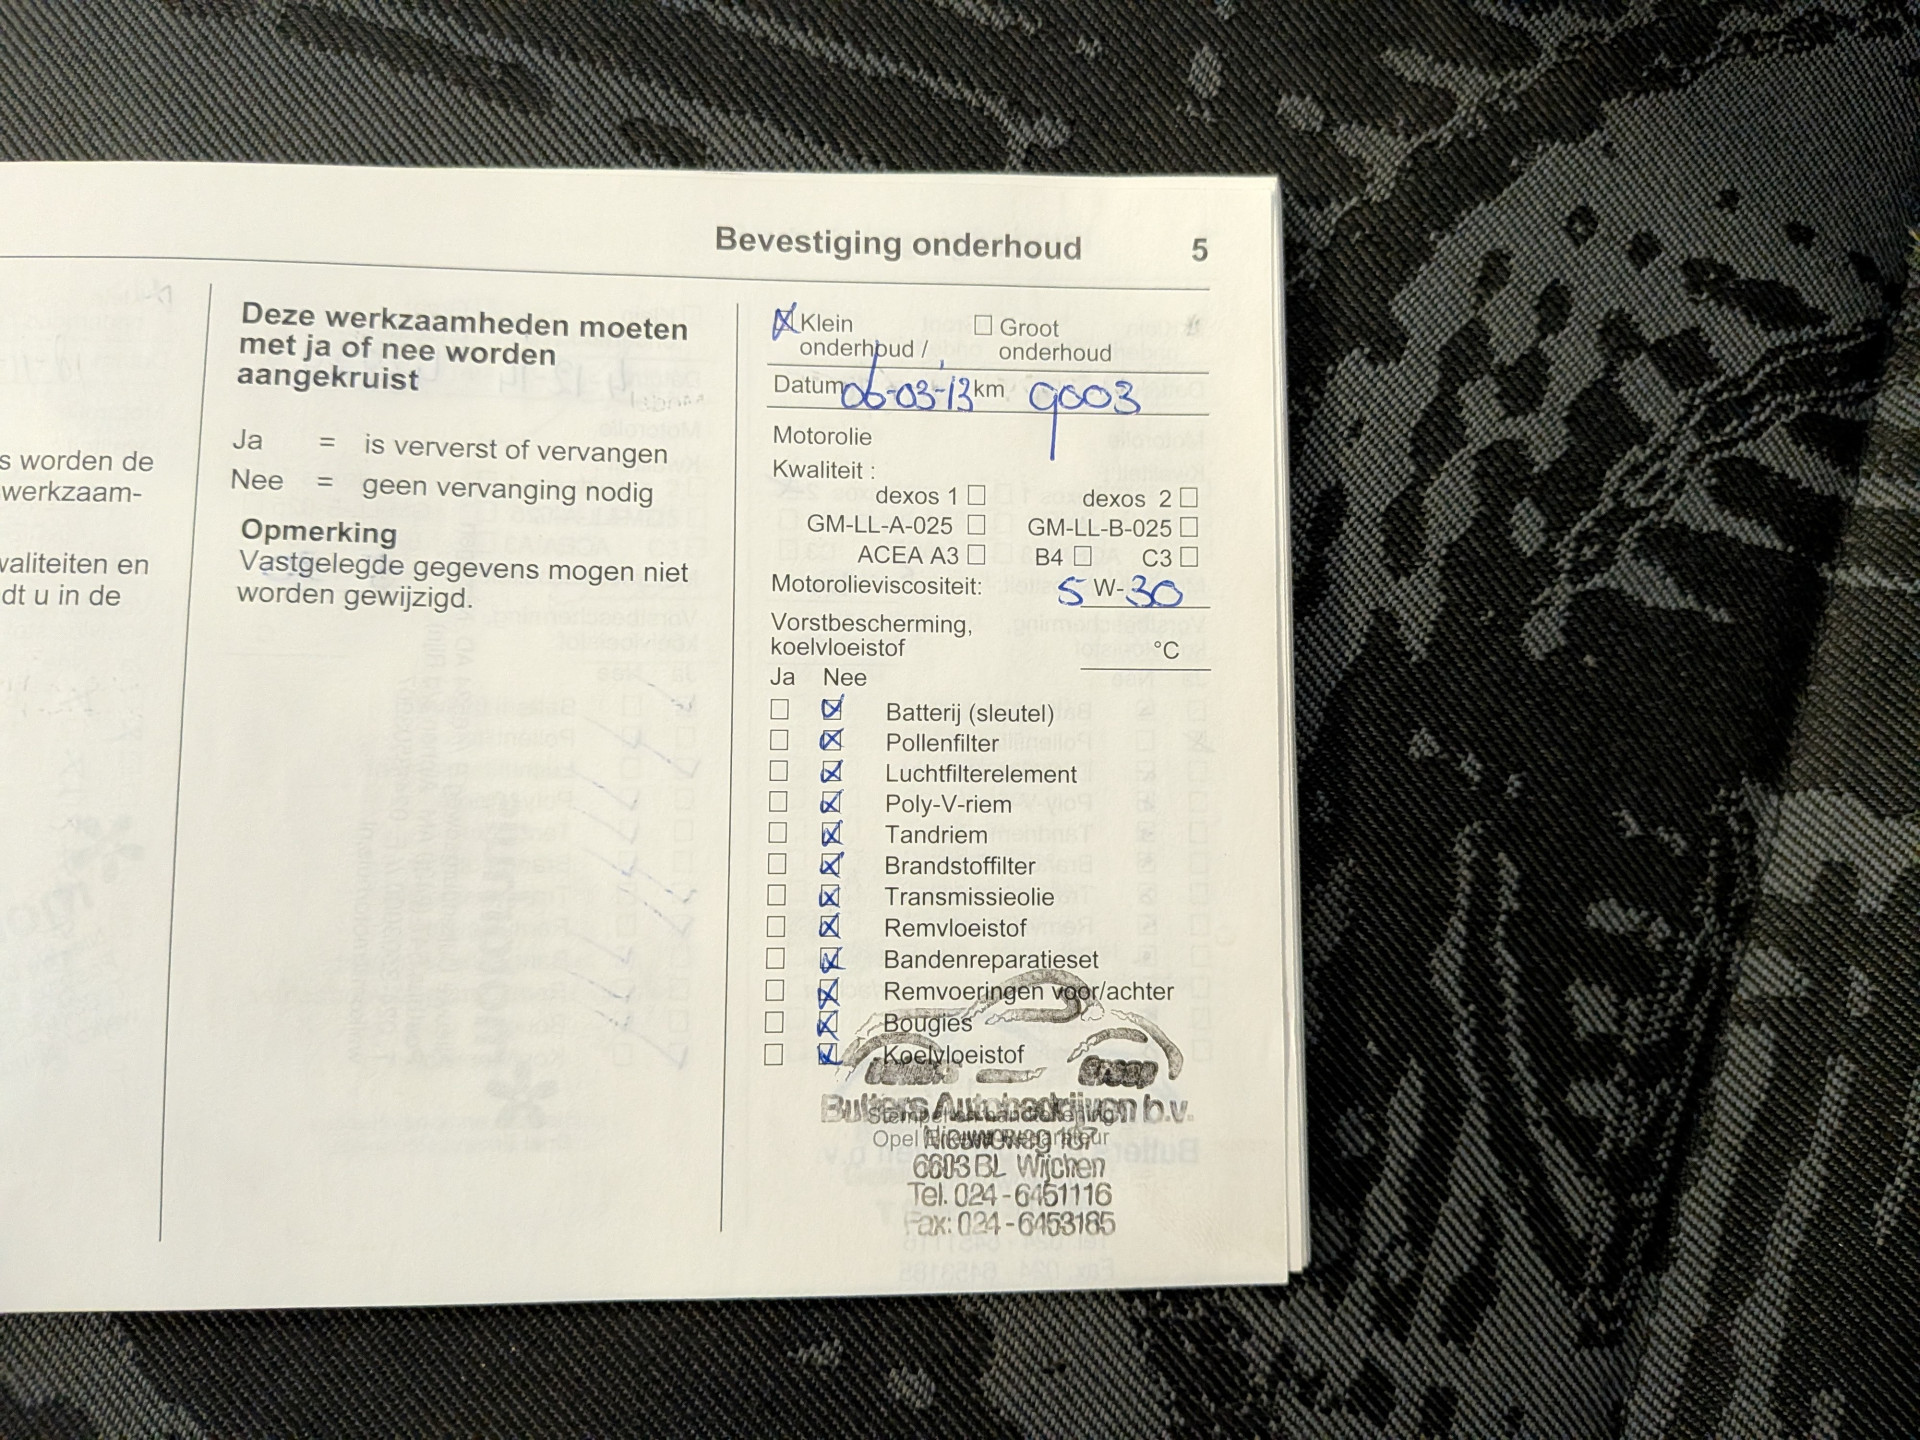 Bevestiging onderhoud 5
s worden de
werkzaam-
valiteiten en
dt u in de
Deze werkzaamheden moeten
met ja of nee worden
aangekruist
Ja = is ververst of vervangen
Nee = geen vervanging nodig
Opmerking
Vastgelegde gegevens mogen niet
worden gewijzigd.
Klein Groot
onderhoud / onderhoud
Datum 06-03-13 km 9003
Motorolie
Kwaliteit :
dexos 1 dexos 2
GM-LL-A-025 GM-LL-B-025
ACEA A3 B4 C3
Motorolieviscositeit: 5 W-30
Vorstbescherming,
koelvloeistof °C
Ja Nee
Batterij (sleutel)
Pollenfilter
Luchtfilterelement
Poly-V-riem
Tandriem
Brandstoffilter
Transmissieolie
Remvloeistof
Bandenreparatieset
Remvoeringen voor/achter
Bougies
Koelvloeistof
Groep
Butters Autobedrijven b.v.
Opel
Nieuweweg 187
6603 BL Wijchen
Tel. 024-6451116
Fax: 024-6453185